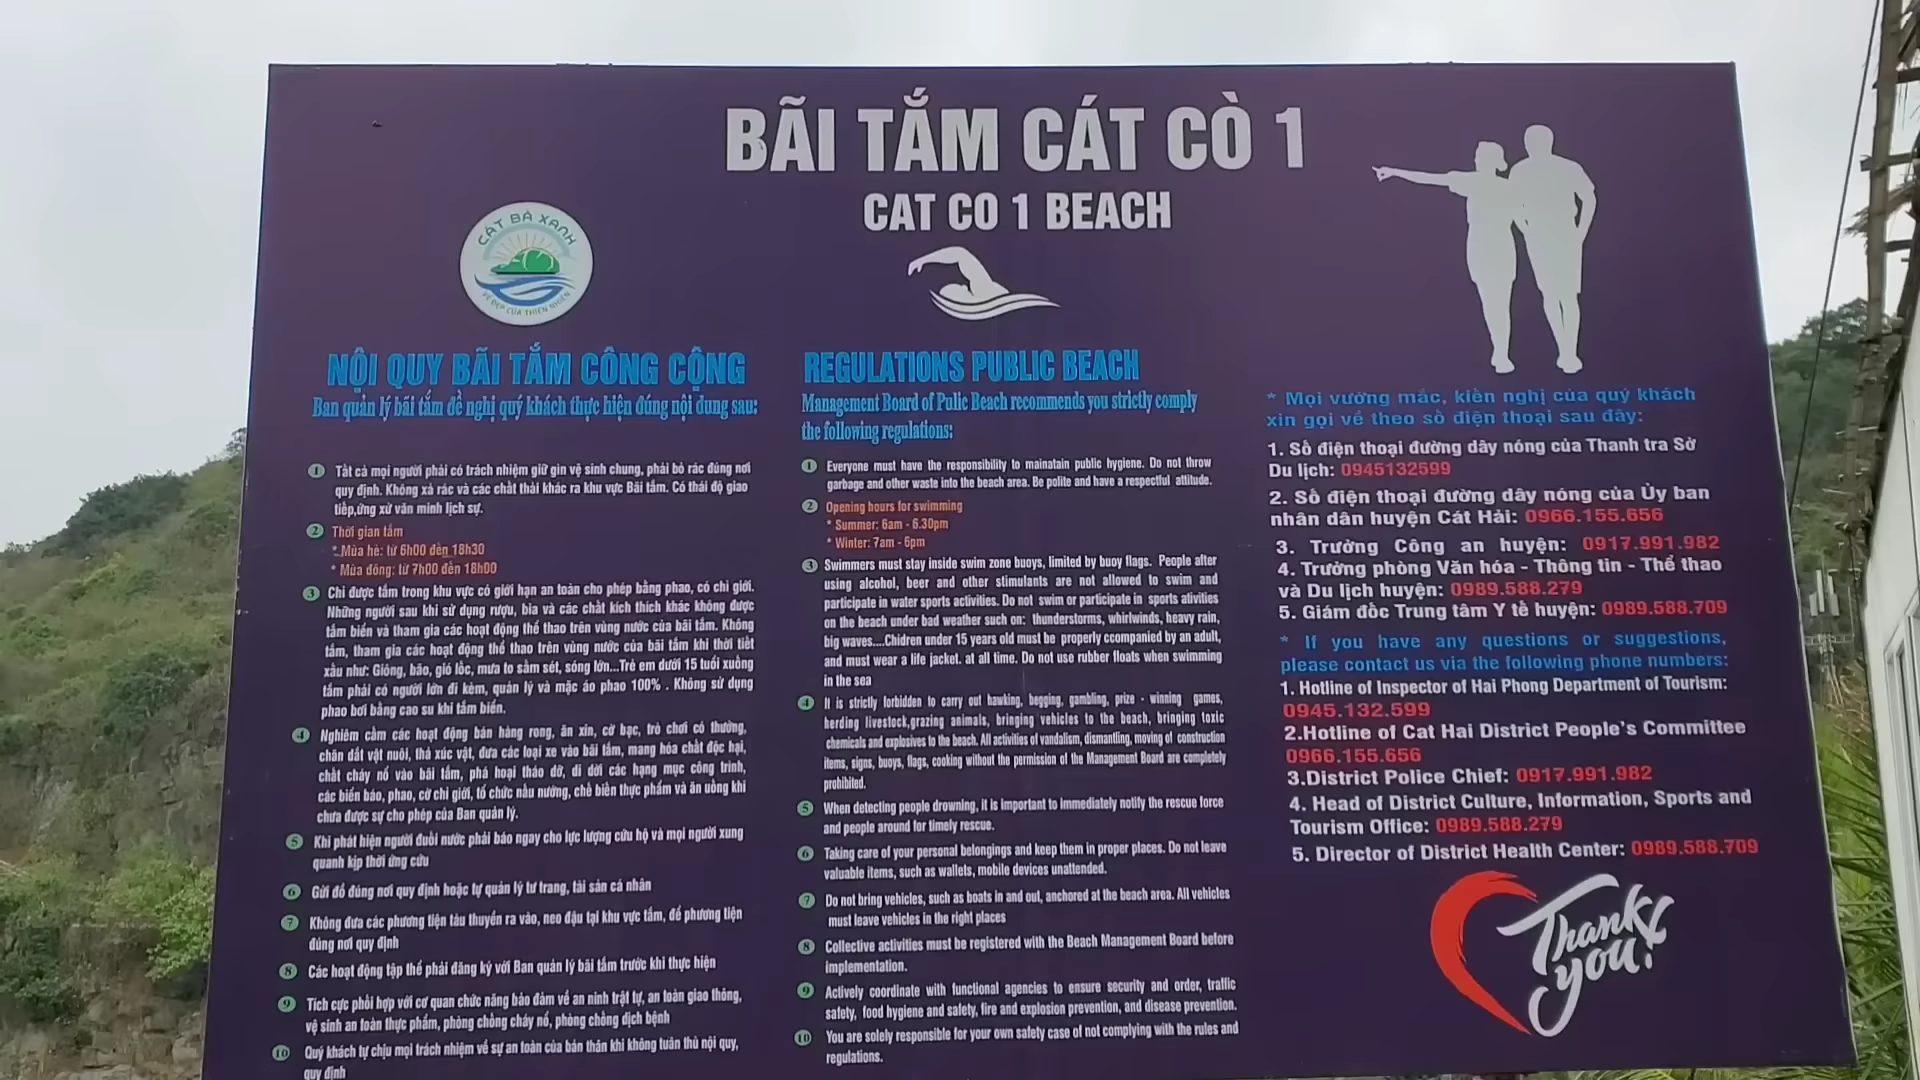 BÃI TẮM CÁT CÒ 1
CAT CO 1 BEACH
CÁT BÀ XANH
VẺ ĐẸP CỦA THIÊN NHIÊN
NỘI QUY BÃI TẮM CÔNG CỘNG
Ban quản lý bãi tắm đề nghị quý khách thực hiện đúng nội dung sau:
1 Tất cả mọi người phải có trách nhiệm giữ gìn vệ sinh chung, phải bỏ rác đúng nơi
quy định. Không xả rác và các chất thải khác ra khu vực Bãi tắm. Có thái độ giao
tiếp,ứng xử văn minh lịch sự.
2 Thời gian tắm
* Mùa hè: từ 6h00 đến 18h30
* Mùa đông: từ 7h00 đến 18h00
3 Chỉ được tắm trong khu vực có giới hạn an toàn cho phép bằng phao, cờ chỉ giới.
Những người sau khi sử dụng rượu, bia và các chất kích thích khác không được
tắm biển và tham gia các hoạt động thể thao trên vùng nước của bãi tắm. Không
tắm, tham gia các hoạt động thể thao trên vùng nước của bãi tắm khi thời tiết
xấu như: Giông, bão, gió lốc, mưa to sấm sét, sóng lớn...Trẻ em dưới 15 tuổi xuống
tắm phải có người lớn đi kèm, quản lý và mặc áo phao 100% . Không sử dụng
phao bơi bằng cao su khi tắm biển.
4 Nghiêm cấm các hoạt động bán hàng rong, ăn xin, cờ bạc, trò chơi có thưởng,
chăn dắt vật nuôi, thả xúc vật, đưa các loại xe vào bãi tắm, mang hóa chất độc hại,
chất cháy nổ vào bãi tắm, phá hoại tháo dỡ, di dời các hạng mục công trình,
các biển báo, phao, cờ chỉ giới, tổ chức nấu nướng, chế biến thực phẩm và ăn uống khi
chưa được sự cho phép của Ban quản lý.
5 Khi phát hiện người đuối nước phải báo ngay cho lực lượng cứu hộ và mọi người xung
quanh kịp thời ứng cứu
6 Gửi đồ đúng nơi quy định hoặc tự quản lý tư trang, tài sản cá nhân
7 Không đưa các phương tiện tàu thuyền ra vào, neo đậu tại khu vực tắm, để phương tiện
đúng nơi quy định
8 Các hoạt động tập thể phải đăng ký với Ban quản lý bãi tắm trước khi thực hiện
9 Tích cực phối hợp với cơ quan chức năng bảo đảm về an ninh trật tự, an toàn giao thông,
vệ sinh an toàn thực phẩm, phòng chống cháy nổ, phòng chống dịch bệnh
10 Quý khách tự chịu mọi trách nhiệm về sự an toàn của bản thân khi không tuân thủ nội quy,
quy định
REGULATIONS PUBLIC BEACH
Management Board of Pulic Beach recommends you strictly comply
the following regulations:
1 Everyone must have the responsibility to mainatain public hygiene. Do not throw
garbage and other waste into the beach area. Be polite and have a respectful attitude.
2 Opening hours for swimming
* Summer: 6am - 6.30pm
* Winter: 7am - 6pm
3 Swimmers must stay inside swim zone buoys, limited by buoy flags. People after
using alcohol, beer and other stimulants are not allowed to swim and
participate in water sports activities. Do not swim or participate in sports ativities
on the beach under bad weather such on: thunderstorms, whirlwinds, heavy rain,
big waves....Chidren under 15 years old must be properly ccompanied by an adult,
and must wear a life jacket. at all time. Do not use rubber floats when swimming
in the sea
4 It is strictly forbidden to carry out hawking, begging, gambling, prize - winning games,
herding livestock,grazing animals, bringing vehicles to the beach, bringing toxic
chemicals and explosives to the beach. All activities of vandalism, dismantling, moving of construction
items, signs, buoys, flags, cooking without the permission of the Management Board are completely
prohibited.
5 When detecting people drowning, it is important to immediately notify the rescue force
and people around for timely rescue.
6 Taking care of your personal belongings and keep them in proper places. Do not leave
valuable items, such as wallets, mobile devices unattended.
7 Do not bring vehicles, such as boats in and out, anchored at the beach area. All vehicles
must leave vehicles in the right places
8 Collective activities must be registered with the Beach Management Board before
implementation.
9 Actively coordinate with functional agencies to ensure security and order, traffic
safety, food hygiene and safety, fire and explosion prevention, and disease prevention.
10 You are solely responsible for your own safety case of not complying with the rules and
regulations.
* Mọi vướng mắc, kiến nghị của quý khách
xin gọi về theo số điện thoại sau đây:
1. Số điện thoại đường dây nóng của Thanh tra Sở
Du lịch: 0945132599
2. Số điện thoại đường dây nóng của Ủy ban
nhân dân huyện Cát Hải: 0966.155.656
3. Trưởng Công an huyện: 0917.991.982
4. Trưởng phòng Văn hóa - Thông tin - Thể thao
và Du lịch huyện: 0989.588.279
5. Giám đốc Trung tâm Y tế huyện: 0989.588.709
* If you have any questions or suggestions,
please contact us via the following phone numbers:
1. Hotline of Inspector of Hai Phong Department of Tourism:
0945.132.599
2.Hotline of Cat Hai District People's Committee
0966.155.656
3.District Police Chief: 0917.991.982
4. Head of District Culture, Information, Sports and
Tourism Office: 0989.588.279
5. Director of District Health Center: 0989.588.709
Thank
you!